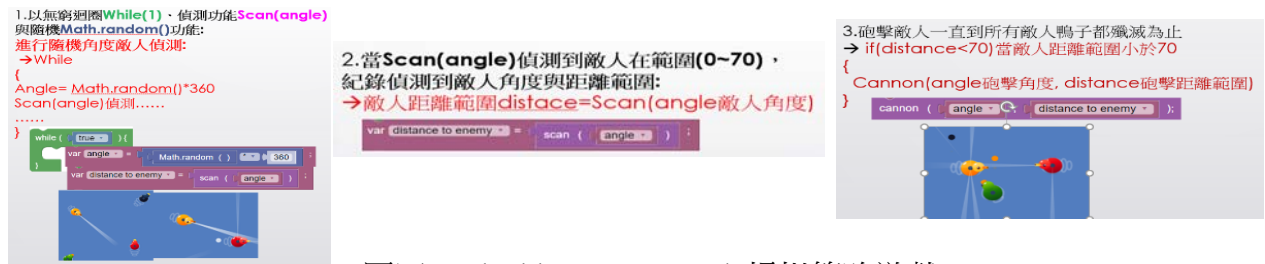 1.以無窮迴圈While(1)、偵測功能Scan(angle)
與隨機Math.random()功能:
進行隨機角度敵人偵測:
→While
{
Angle= Math.random()*360
Scan(angle)偵測......
......
}
while ( true ) {
var angle = Math.random ( ) * 360 ;
var distance to enemy = scan ( angle ) ;
}
2.當Scan(angle)偵測到敵人在範圍(0~70)，
紀錄偵測到敵人角度與距離範圍:
→敵人距離範圍distace=Scan(angle敵人角度)
var distance to enemy = scan ( angle ) ;
3.砲擊敵人一直到所有敵人鴨子都殲滅為止
→ if(distance<70)當敵人距離範圍小於70
{
Cannon(angle砲擊角度, distance砲擊距離範圍)
}
cannon ( angle , distance to enemy );